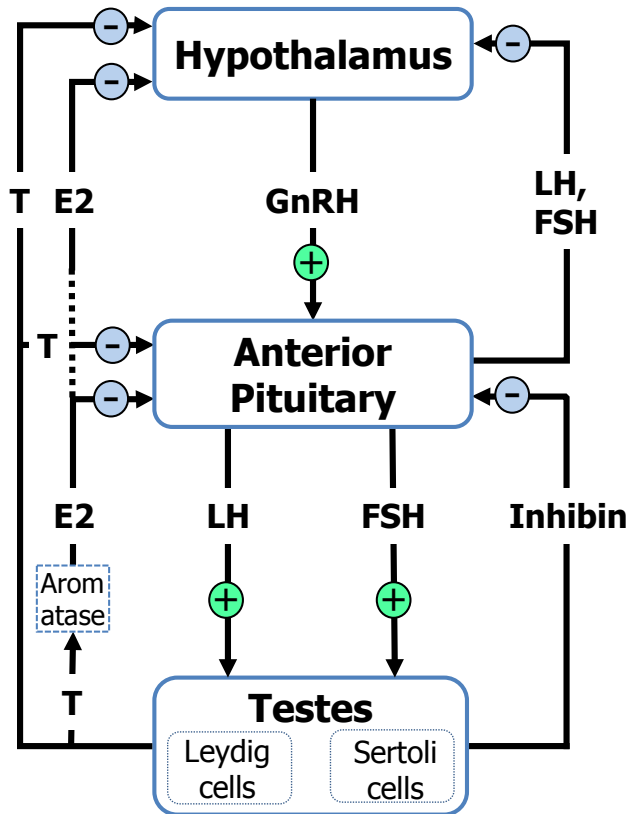 -
Hypothalamus
-
-
T
E2
GnRH
LH,
FSH
+
T
-
Anterior
Pituitary
-
-
E2
LH
FSH
Inhibin
Arom
atase
+
+
T
Testes
Leydig
cells
Sertoli
cells